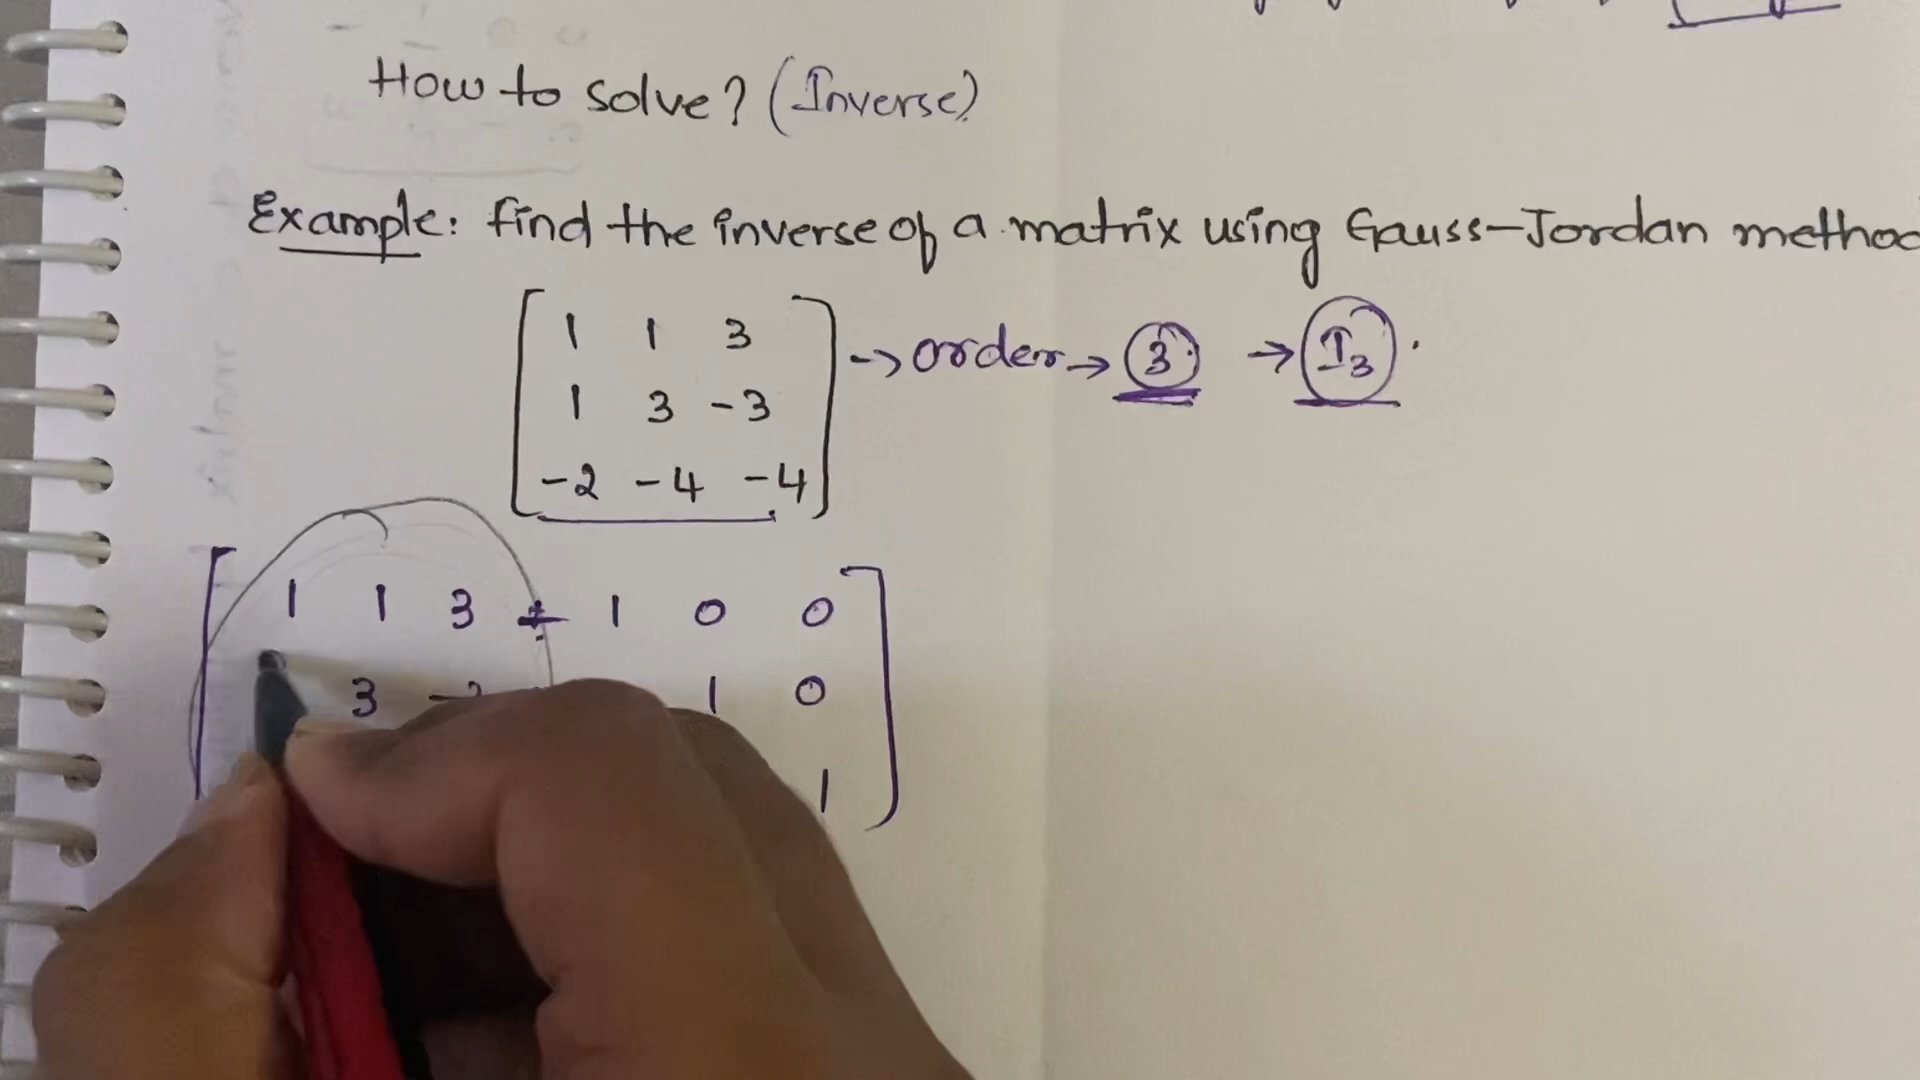 How to solve? (Inverse)
Example: find the inverse of a matrix using Gauss-Jordan method
1 1 3 -> order -> 3 -> I3.
1 3 -3
-2 -4 -4
1 1 3 : 1 0 0
3 1 0
1